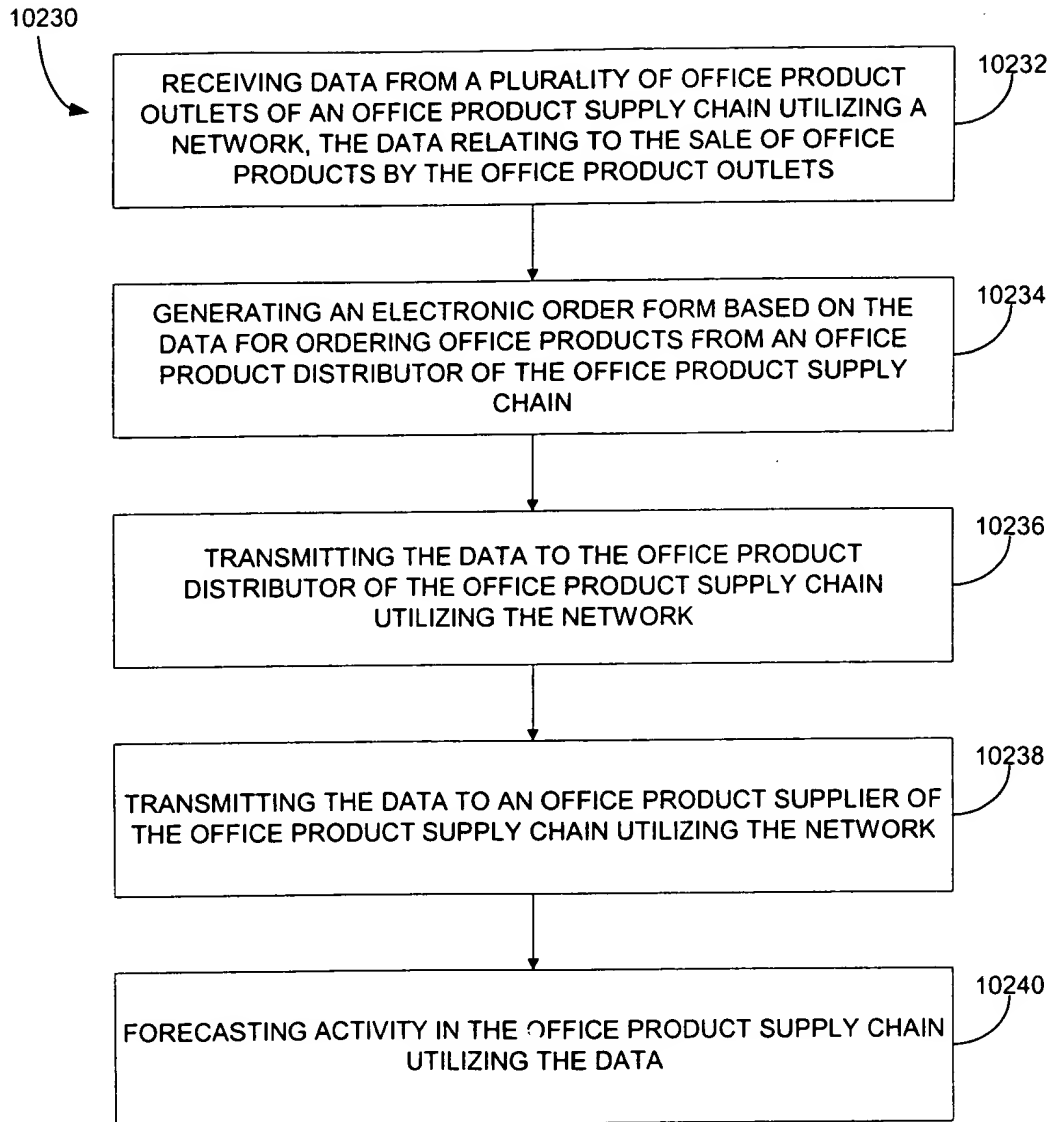 10230
RECEIVING DATA FROM A PLURALITY OF OFFICE PRODUCT
OUTLETS OF AN OFFICE PRODUCT SUPPLY CHAIN UTILIZING A
NETWORK, THE DATA RELATING TO THE SALE OF OFFICE
PRODUCTS BY THE OFFICE PRODUCT OUTLETS
10232
GENERATING AN ELECTRONIC ORDER FORM BASED ON THE
DATA FOR ORDERING OFFICE PRODUCTS FROM AN OFFICE
PRODUCT DISTRIBUTOR OF THE OFFICE PRODUCT SUPPLY
CHAIN
10234
TRANSMITTING THE DATA TO THE OFFICE PRODUCT
DISTRIBUTOR OF THE OFFICE PRODUCT SUPPLY CHAIN
UTILIZING THE NETWORK
10236
TRANSMITTING THE DATA TO AN OFFICE PRODUCT SUPPLIER OF
THE OFFICE PRODUCT SUPPLY CHAIN UTILIZING THE NETWORK
10238
FORECASTING ACTIVITY IN THE OFFICE PRODUCT SUPPLY CHAIN
UTILIZING THE DATA
10240